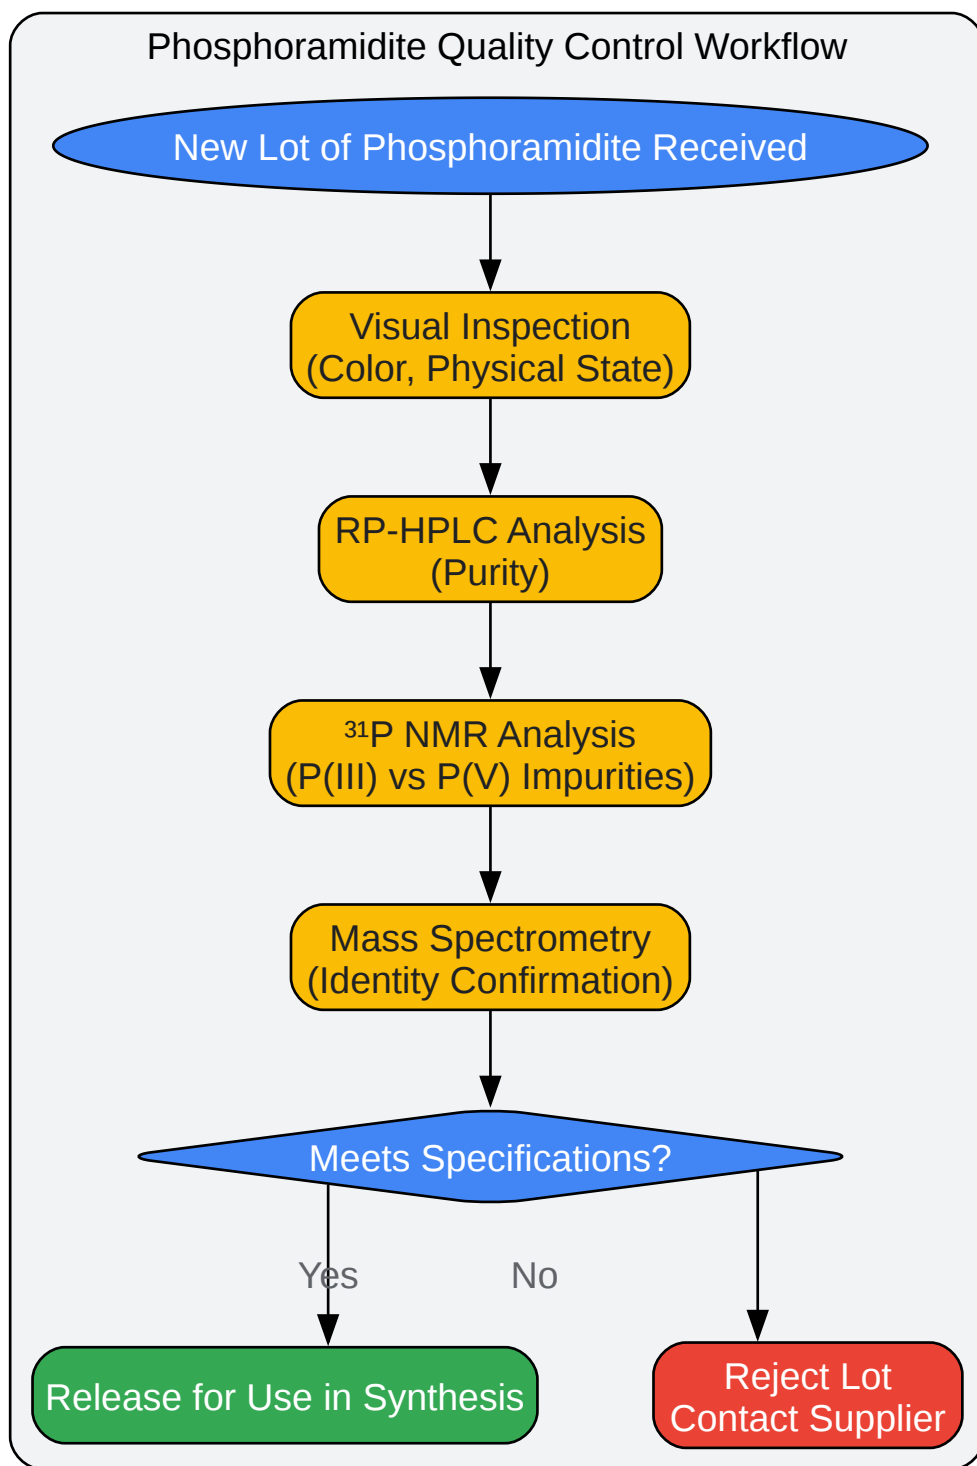 Phosphoramidite Quality Control Workflow
New Lot of Phosphoramidite Received
Visual Inspection
(Color, Physical State)
RP-HPLC Analysis
(Purity)
³¹P NMR Analysis
(P(III) vs P(V) Impurities)
Mass Spectrometry
(Identity Confirmation)
Meets Specifications?
Yes
No
Release for Use in Synthesis
Reject Lot
Contact Supplier